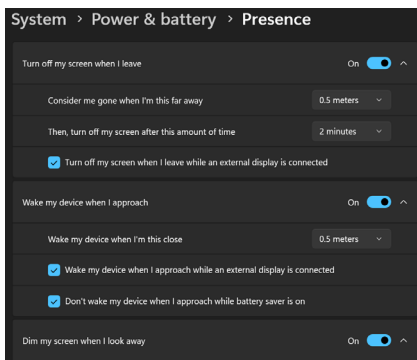 System > Power & battery > Presence
Turn off my screen when I leave On
Consider me gone when I'm this far away 0.5 meters
Then, turn off my screen after this amount of time 2 minutes
Turn off my screen when I leave while an external display is connected
Wake my device when I approach On
Wake my device when I'm this close 0.5 meters
Wake my device when I approach while an external display is connected
Don't wake my device when I approach while battery saver is on
Dim my screen when I look away On